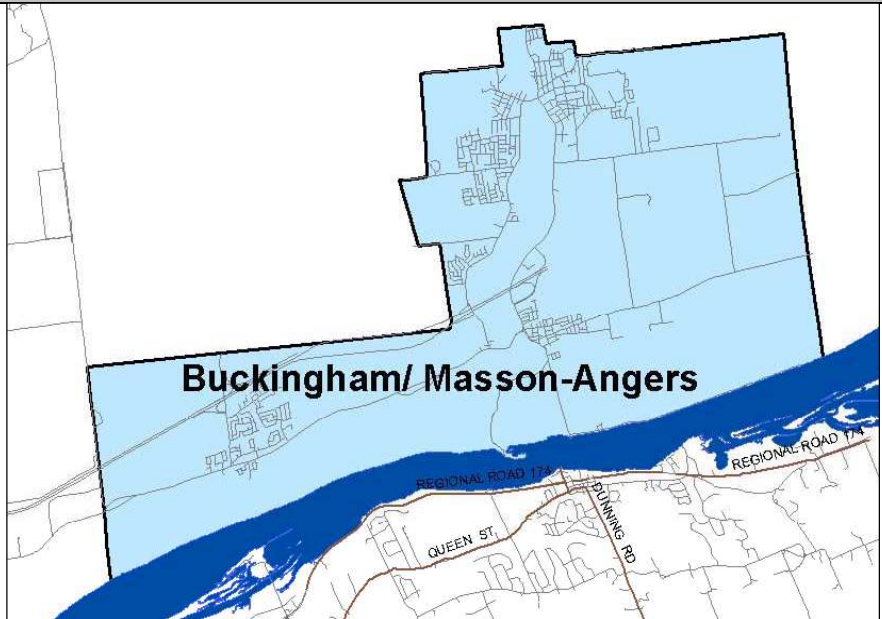 Buckingham/ Masson-Angers
REGIONAL ROAD 174
REGIONAL ROAD 174
QUEEN ST
DUNNING RD